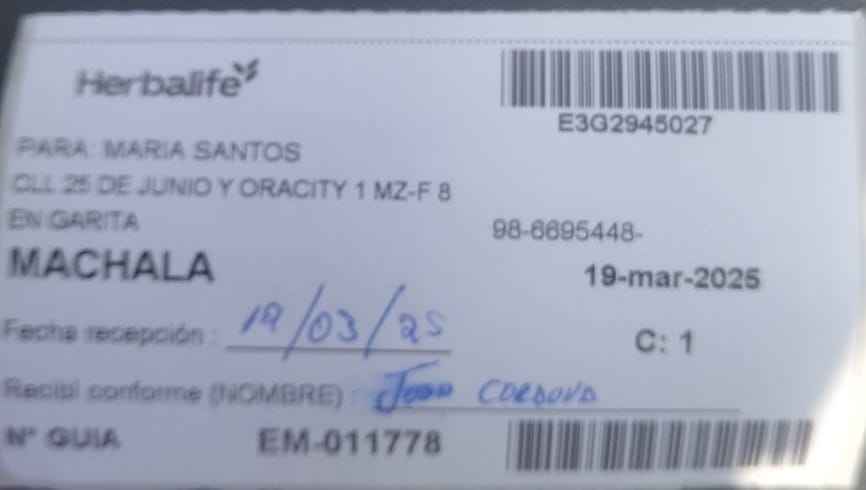 Herbalife
E3G2945027
PARA: MARIA SANTOS
CLL 25 DE JUNIO Y ORACITY 1 MZ-F 8
EN GARITA
98-6695448-
MACHALA
19-mar-2025
Fecha recepción : 19/03/25
C: 1
Recibí conforme (NOMBRE) : CORDOVA
N° GUIA EM-011778